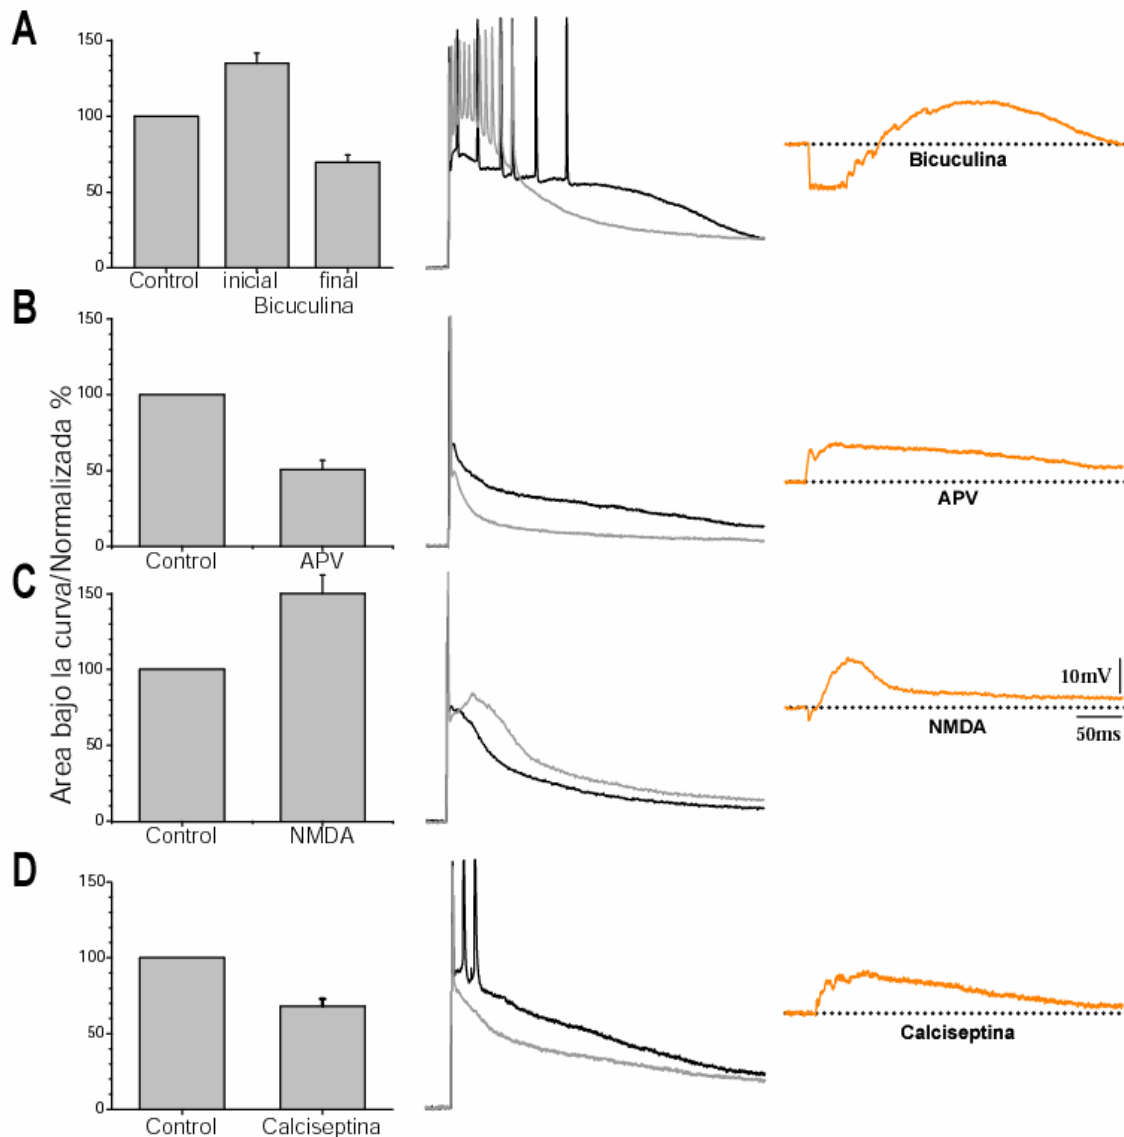 A
150
100
50
0
Control inicial final
Bicuculina
Bicuculina
B
150
100
50
0
Control APV
APV
Area bajo la curva/Normalizada %
C
150
100
50
0
Control NMDA
NMDA
10mV
50ms
D
150
100
50
0
Control Calciseptina
Calciseptina